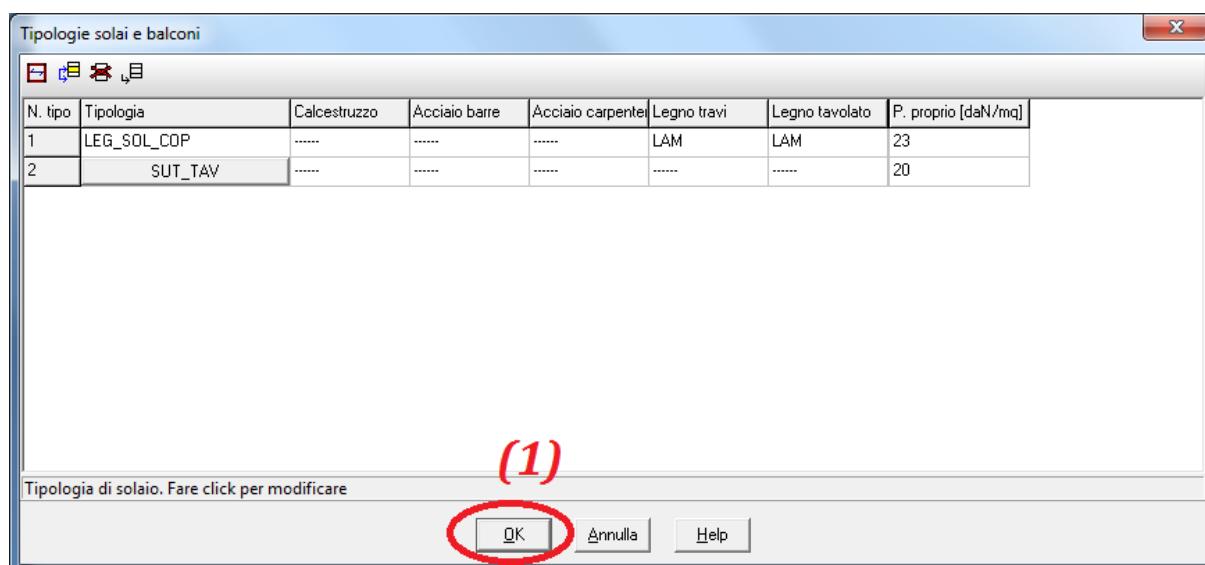 Tipologie solai e balconi
N. tipo Tipologia Calcestruzzo Acciaio barre Acciaio carpenter Legno travi Legno tavolato P. proprio [daN/mq]
1 LEG_SOL_COP ------ ------ ------ LAM LAM 23
2 SUT_TAV ------ ------ ------ ------ ------ 20
(1)
Tipologia di solaio. Fare click per modificare
OK Annulla Help